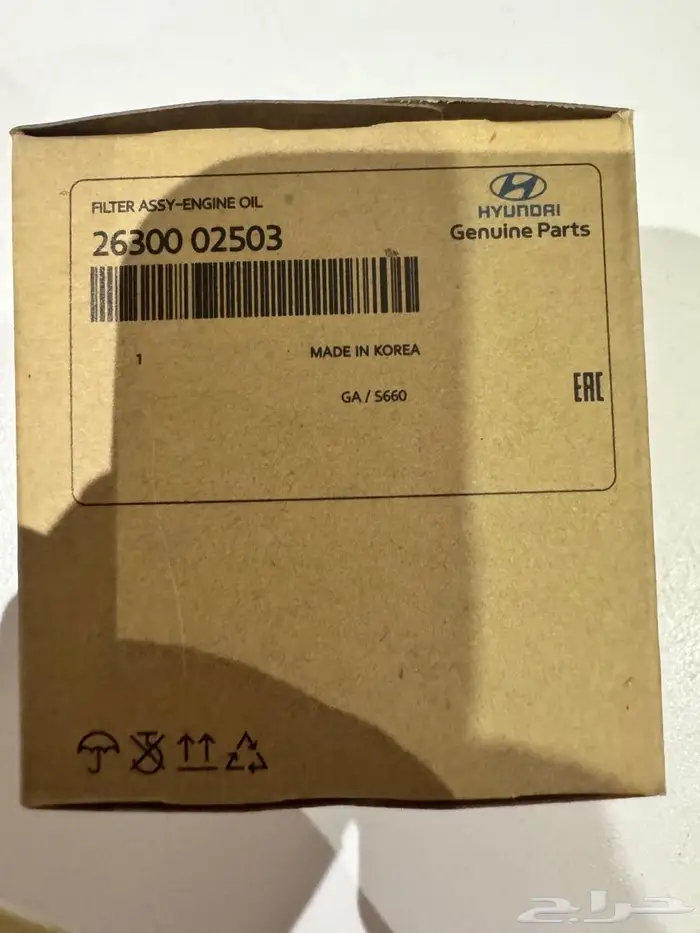 FILTER ASSY-ENGINE OIL
26300 02503
HYUNDAI
Genuine Parts
1
MADE IN KOREA
GA / S660
EAC
حراج